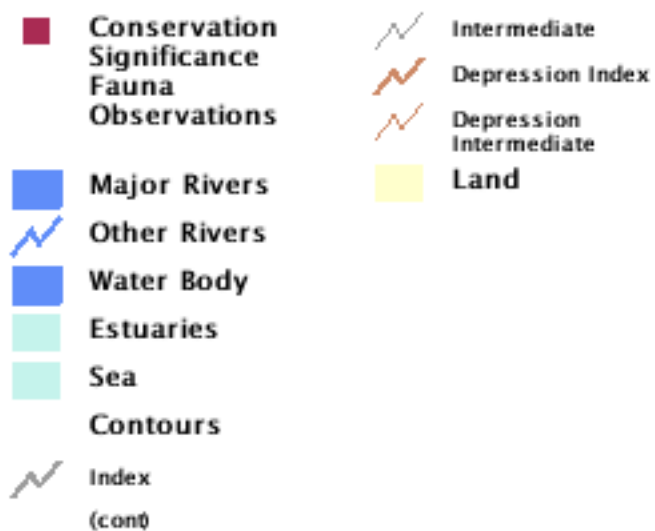 Conservation
Significance
Fauna
Observations
Major Rivers
Other Rivers
Water Body
Estuaries
Sea
Contours
Index
(cont)
Intermediate
Depression Index
Depression
Intermediate
Land